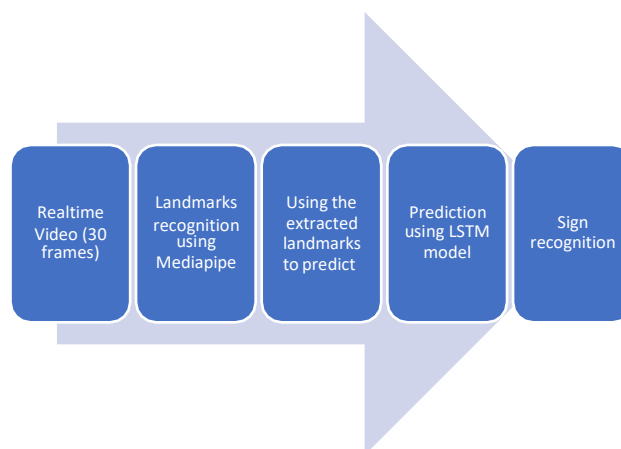 Realtime
Video (30
frames)
Landmarks
recognition
using
Mediapipe
Using the
extracted
landmarks
to predict
Prediction
using LSTM
model
Sign
recognition